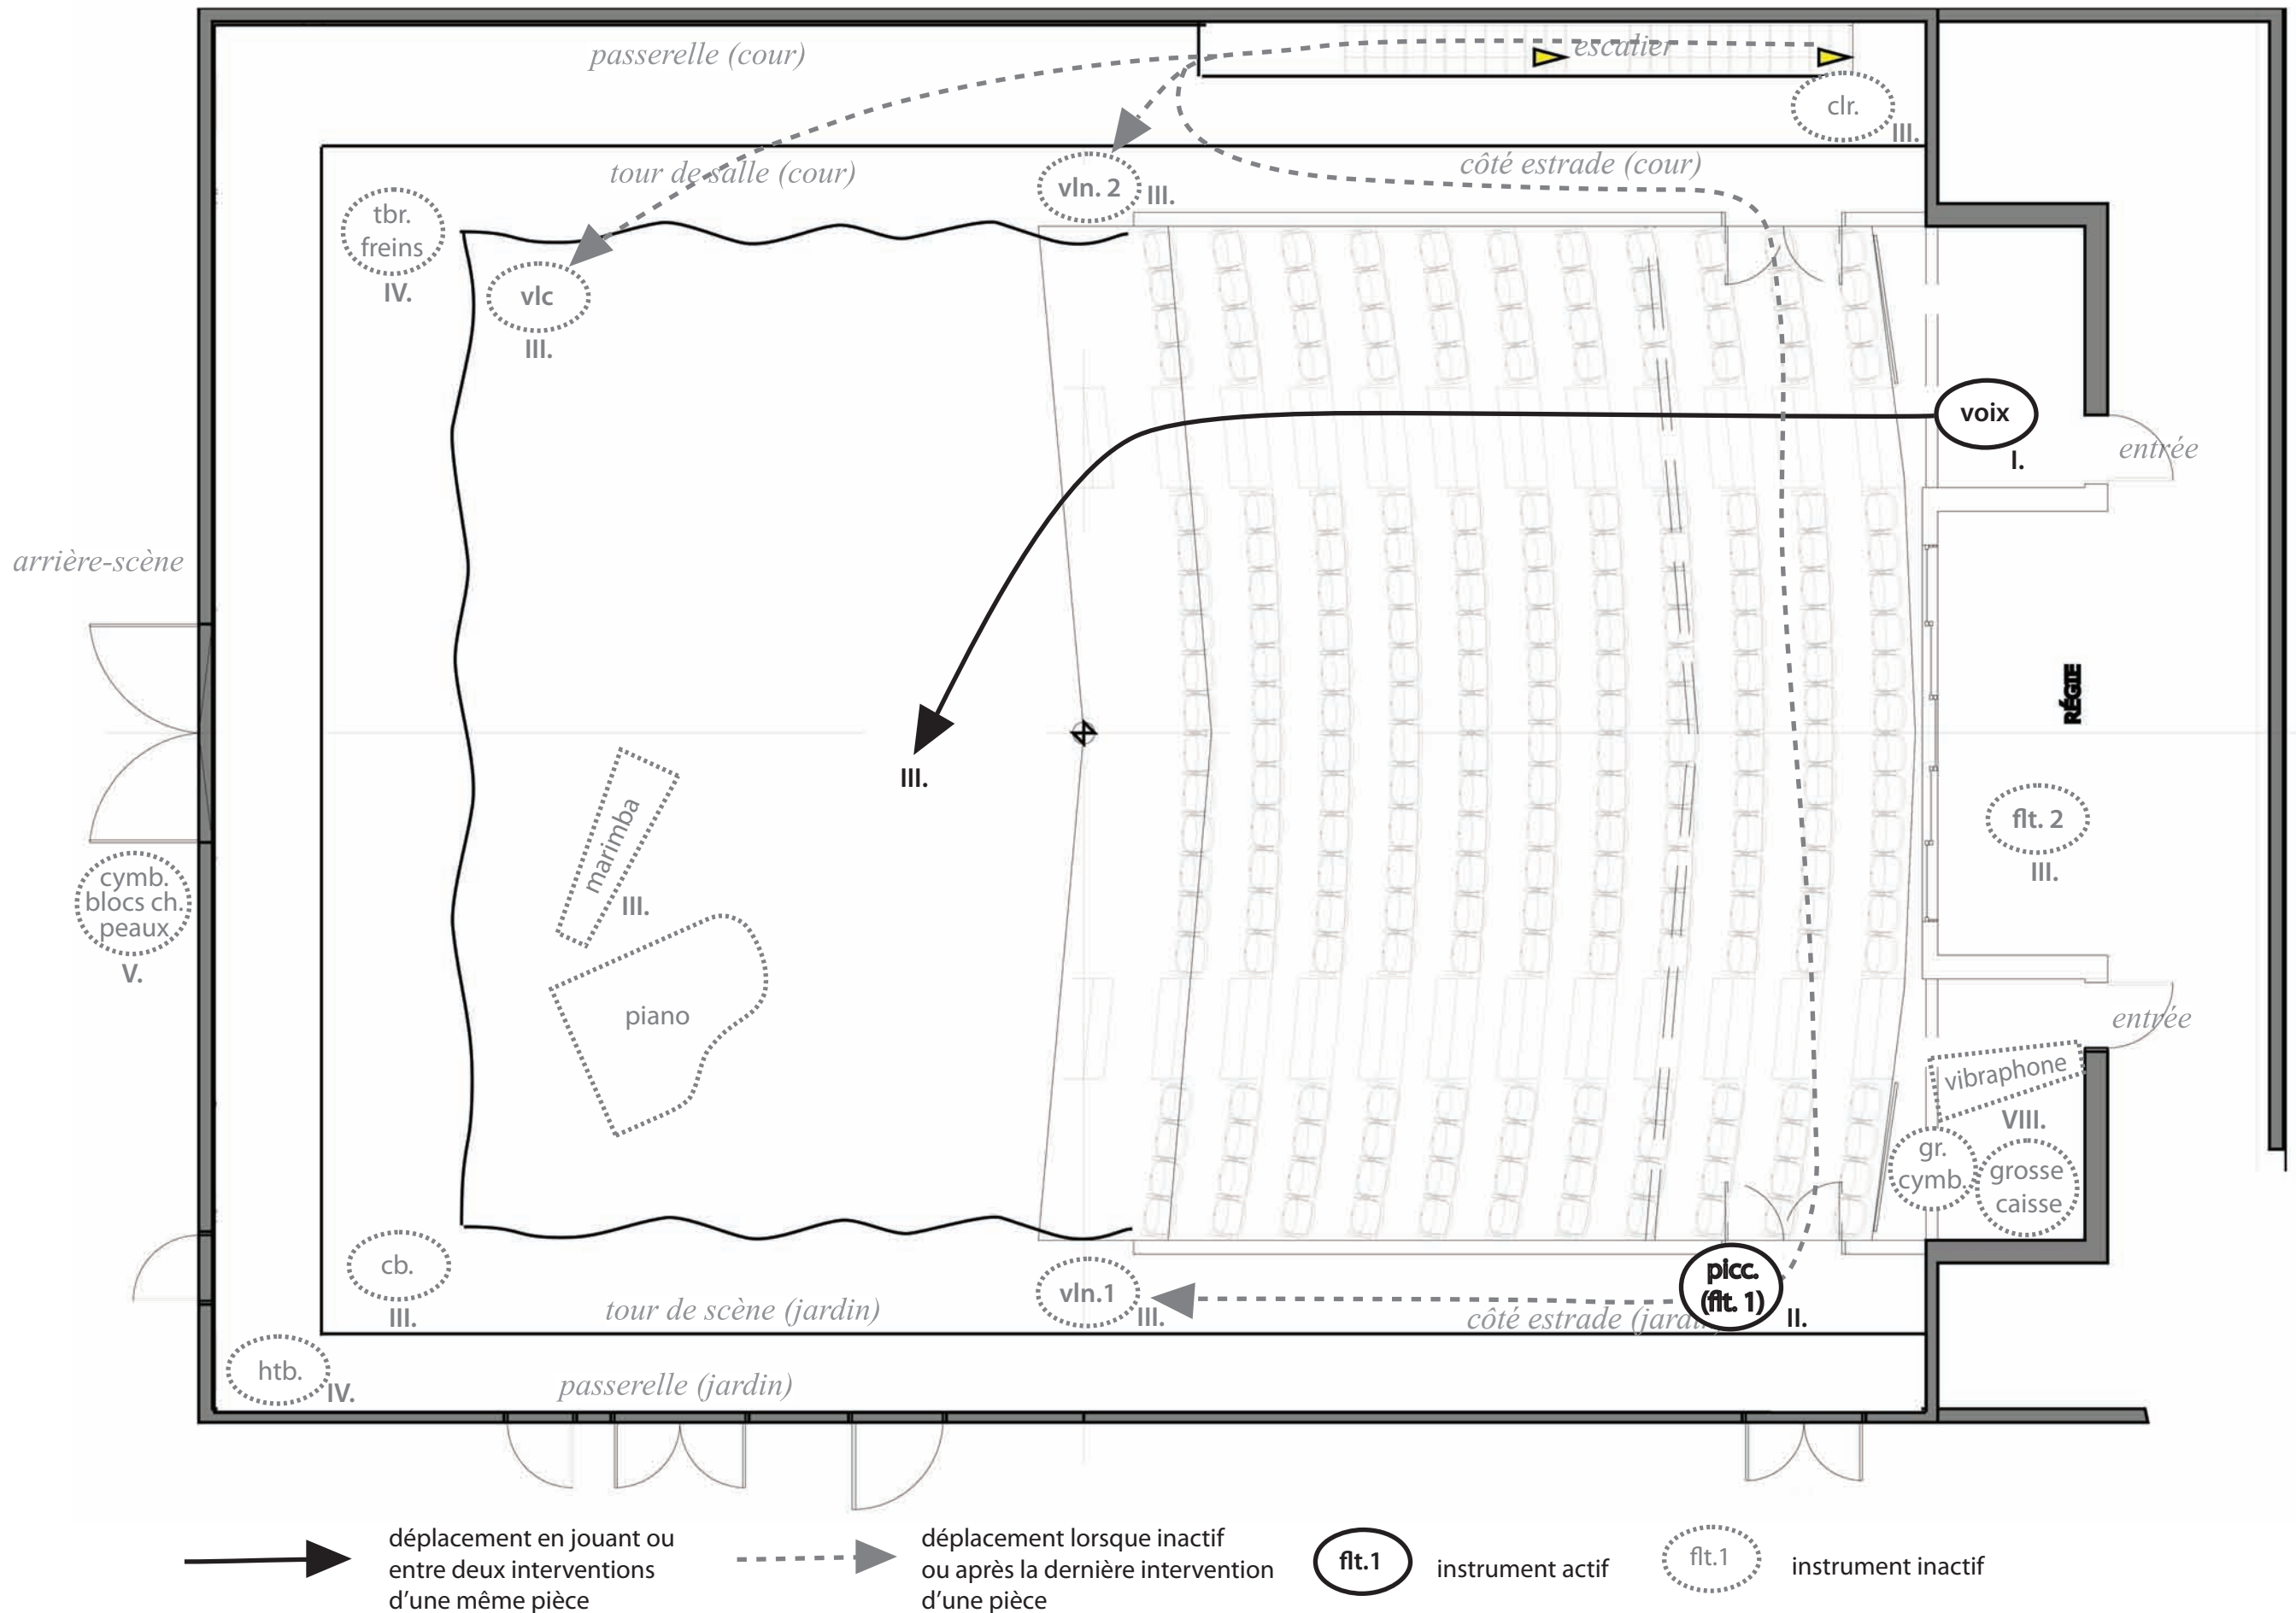 passerelle (cour)
escalier
clr.
III.
tour de salle (cour)
vln. 2
III.
côté estrade (cour)
tbr.
freins
IV.
vlc
III.
voix
I.
entrée
arrière-scène
III.
RÉGIE
marimba
III.
flt. 2
III.
cymb.
blocs ch.
peaux
V.
piano
entrée
vibraphone
VIII.
gr.
cymb.
grosse
caisse
cb.
III.
tour de scène (jardin)
vln.1
III.
côté estrade (jardin)
picc.
(flt. 1)
II.
htb.
IV.
passerelle (jardin)
déplacement en jouant ou
entre deux interventions
d'une même pièce
déplacement lorsque inactif
ou après la dernière intervention
d'une pièce
flt.1
instrument actif
flt.1
instrument inactif